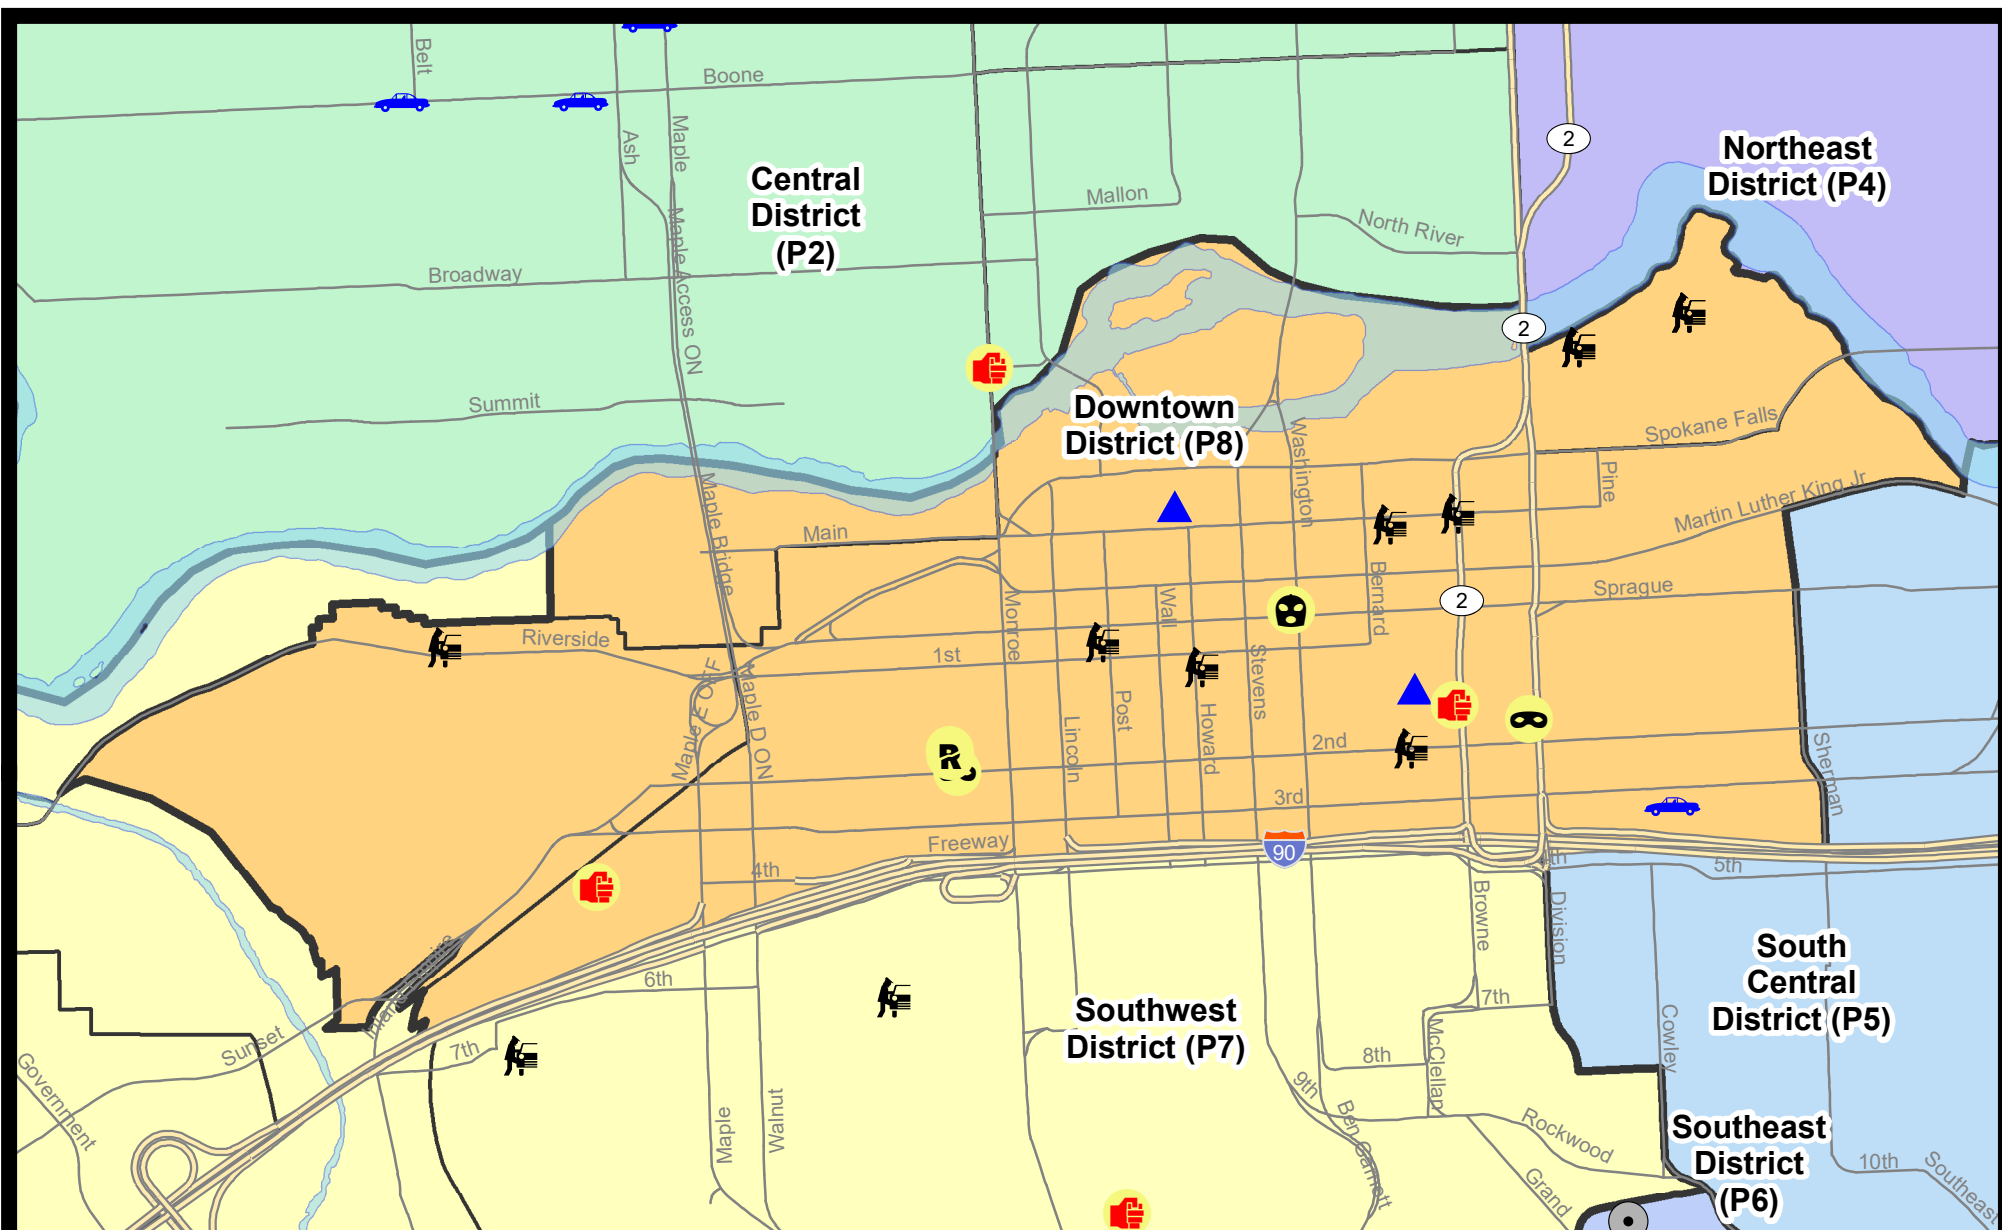 Belt
Boone
Ash
Maple
Maple Access ON
Central
District
(P2)
Mallon
North River
2
Northeast
District (P4)
Broadway
2
Summit
Downtown
District (P8)
Washington
Spokane Falls
Pine
Martin Luther King Jr
Maple Bridge
Main
Monroe
Wall
Bernard
2
Sprague
Riverside
1st
Maple E OFF
Maple D ON
Lincoln
Post
Howard
Stevens
2nd
3rd
Sherman
Freeway
90
4th
4th
5th
Browne
Division
South
Central
District (P5)
6th
7th
7th
Sunset
Government
Southwest
District (P7)
8th
9th
McClellan
Cowley
Maple
Walnut
Ben Garnett
Rockwood
Grand
Southeast
District
(P6)
10th
Southeast
R